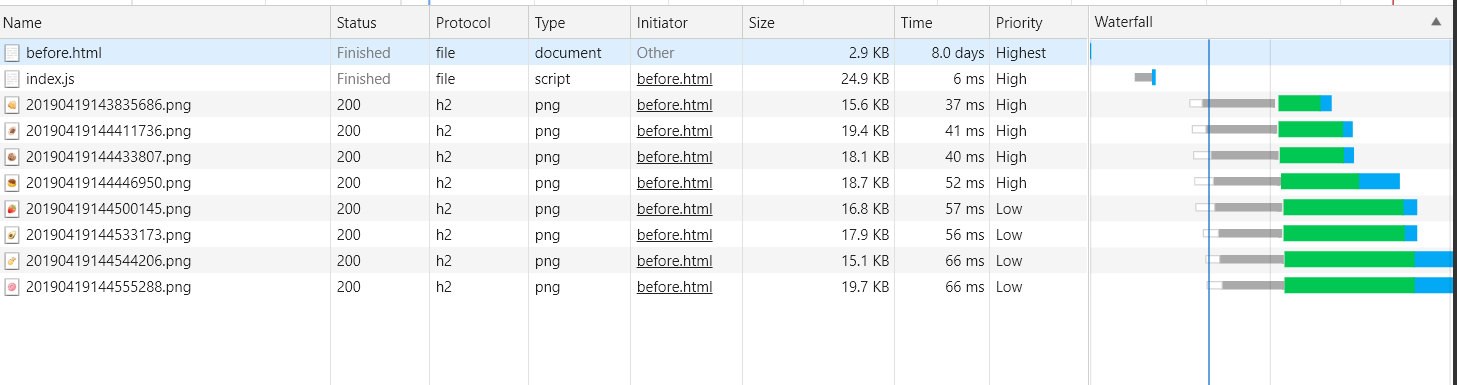 Name Status Protocol Type Initiator Size Time Priority Waterfall
before.html Finished file document Other 2.9 KB 8.0 days Highest
index.js Finished file script before.html 24.9 KB 6 ms High
20190419143835686.png 200 h2 png before.html 15.6 KB 37 ms High
20190419144411736.png 200 h2 png before.html 19.4 KB 41 ms High
20190419144433807.png 200 h2 png before.html 18.1 KB 40 ms High
20190419144446950.png 200 h2 png before.html 18.7 KB 52 ms High
20190419144500145.png 200 h2 png before.html 16.8 KB 57 ms Low
20190419144533173.png 200 h2 png before.html 17.9 KB 56 ms Low
20190419144544206.png 200 h2 png before.html 15.1 KB 66 ms Low
20190419144555288.png 200 h2 png before.html 19.7 KB 66 ms Low